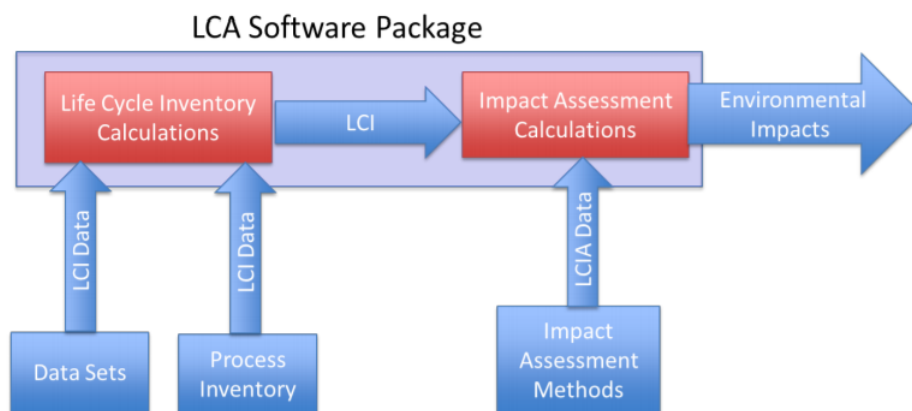 LCA Software Package
Life Cycle Inventory
Calculations
LCI
Impact Assessment
Calculations
Environmental
Impacts
LCI Data
LCI Data
LCIA Data
Data Sets
Process
Inventory
Impact
Assessment
Methods